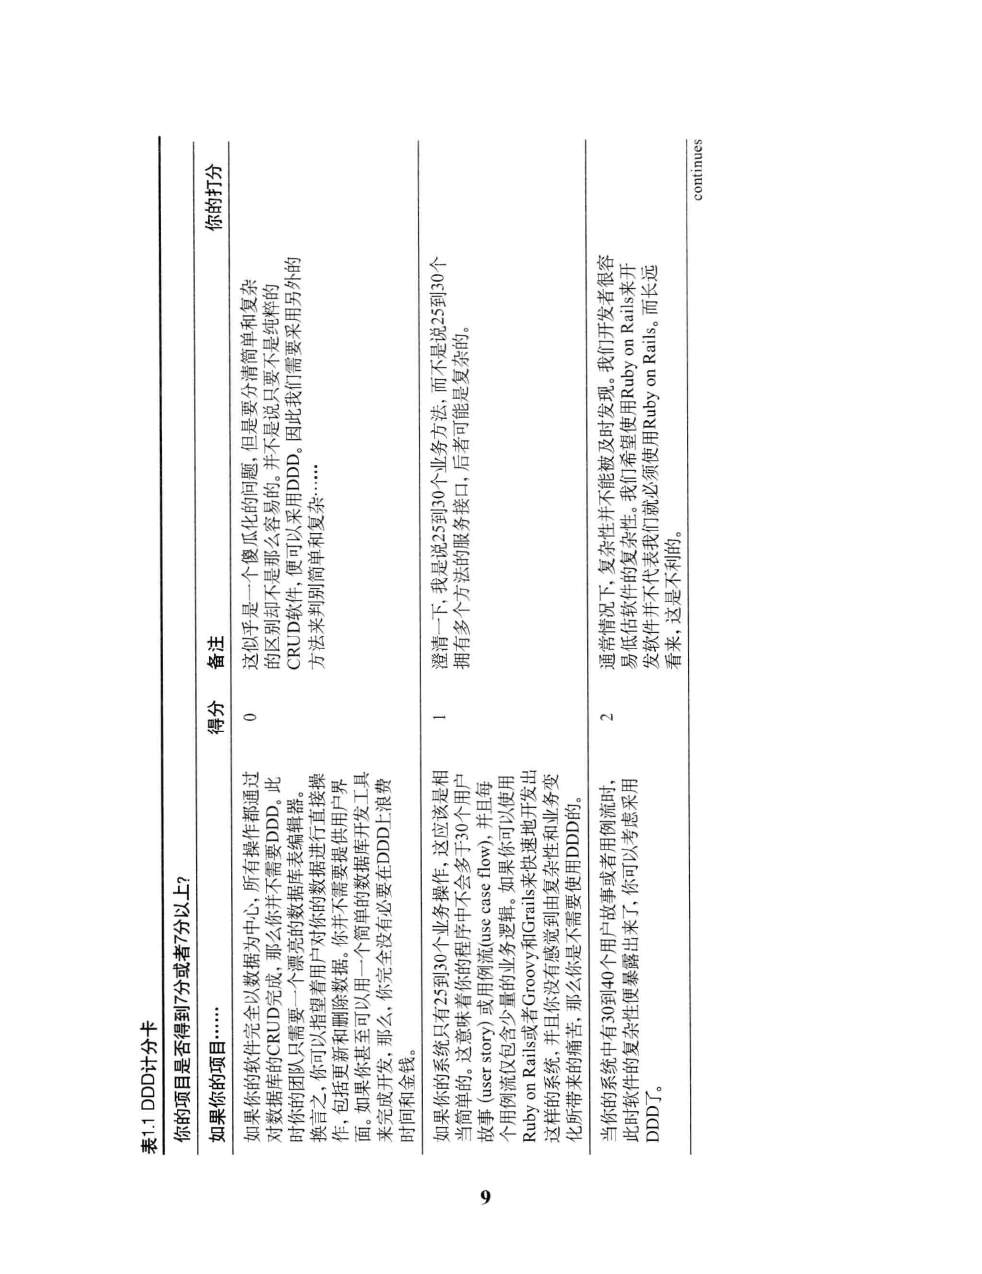 表1.1 DDD计分卡
你的项目是否得到7分或者7分以上?
如果你的项目…… 得分 备注 你的打分
如果你的软件完全以数据为中心, 所有操作都通过 0 这似乎是一个傻瓜化的问题, 但是要分清简单和复杂
对数据库的CRUD完成, 那么你并不需要DDD。此 的区别却不是那么容易的。并不是说只要不是纯粹的
时你的团队只需要一个漂亮的数据库表编辑器。 CRUD软件, 便可以采用DDD。因此我们需要采用另外的
换言之, 你可以指望着用户对你的数据进行直接操 方法来判别简单和复杂……
作, 包括更新和删除数据。你并不需要提供用户界
面。如果你甚至可以用一个简单的数据库开发工具
来完成开发, 那么, 你完全没有必要在DDD上浪费
时间和金钱。
如果你的系统只有25到30个业务操作, 这应该是相 1 澄清一下, 我是说25到30个业务方法, 而不是说25到30个
当简单的。这意味着你的程序中不会多于30个用户 拥有多个方法的服务接口, 后者可能是复杂的。
故事 (user story) 或用例流(use case flow), 并且每
个用例流仅包含少量的业务逻辑。如果你可以使用
Ruby on Rails或者Groovy和Grails来快速地开发出
这样的系统, 并且你没有感觉到由复杂性和业务变
化所带来的痛苦, 那么你是不需要使用DDD的。
当你的系统中有30到40个用户故事或者用例流时, 2 通常情况下, 复杂性并不能被及时发现。我们开发者很容
此时软件的复杂性便暴露出来了, 你可以考虑采用 易低估软件的复杂性。我们希望使用Ruby on Rails来开
DDD了。 发软件并不代表我们就必须使用Ruby on Rails。而长远
看来, 这是不利的。
continues